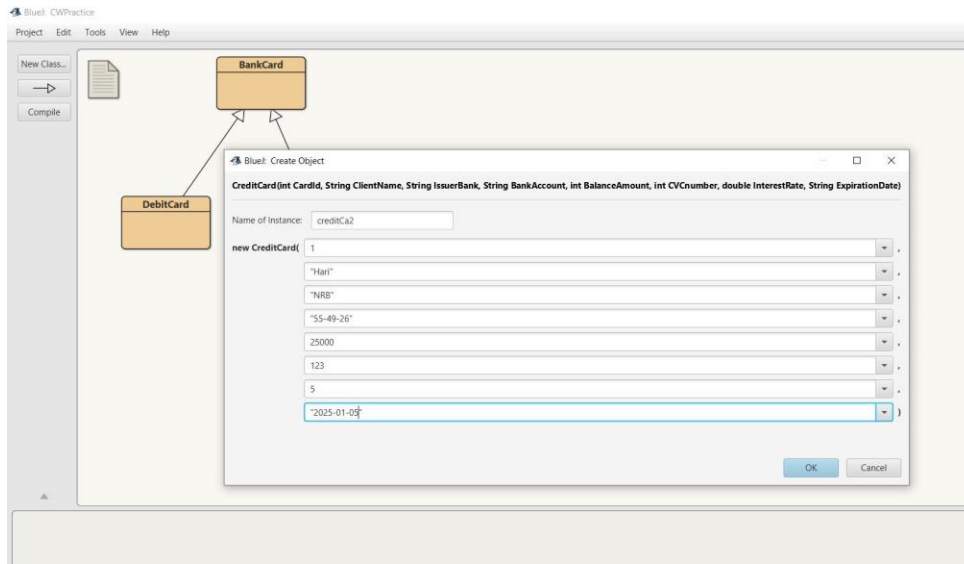 BlueJ: CWPractice
Project Edit Tools View Help
New Class...
Compile
BankCard
DebitCard
BlueJ: Create Object
CreditCard(int CardId, String ClientName, String IssuerBank, String BankAccount, int BalanceAmount, int CVCnumber, double InterestRate, String ExpirationDate)
Name of Instance: creditCa2
new CreditCard( 1 ,
"Hari" ,
"NRB" ,
"55-49-26" ,
25000 ,
123 ,
5 ,
"2025-01-05" )
OK Cancel